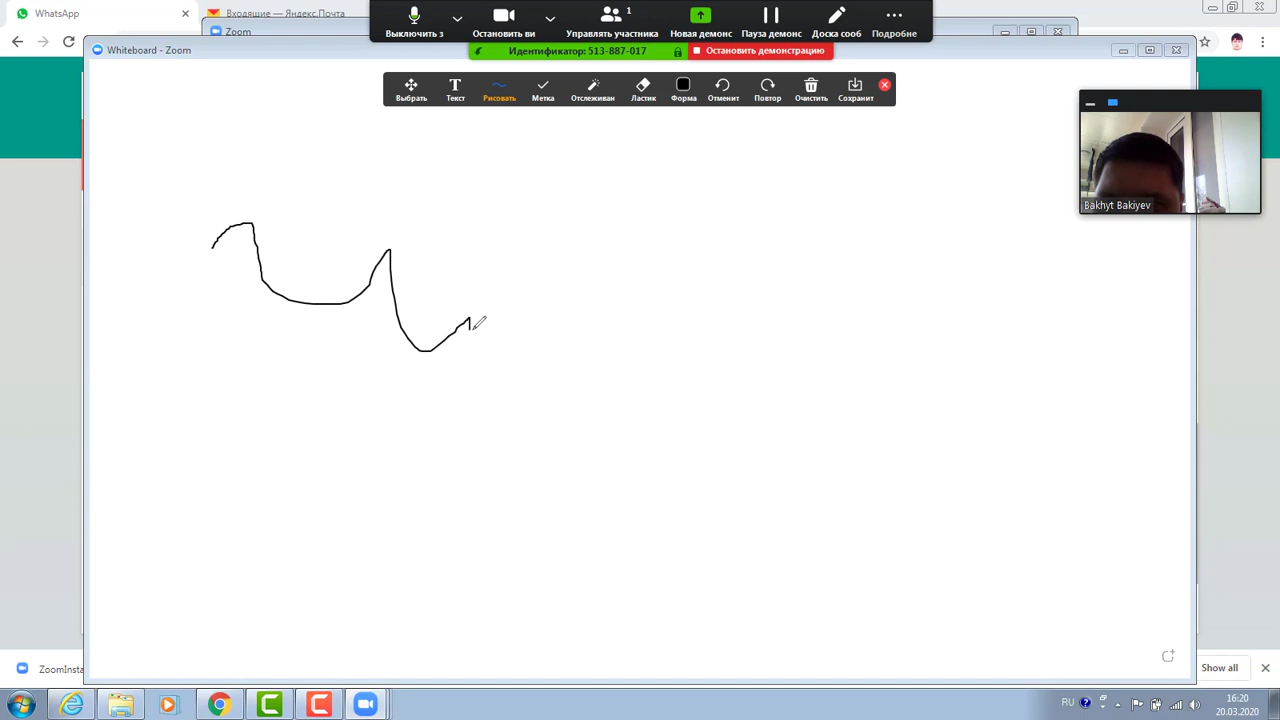 WhatsApp
Входящие — Яндекс.Почта
Zoom
1
Выключить з
Остановить ви
Управлять участника
Новая демонс
Пауза демонс
Доска сооб
Подробне
Whiteboard - Zoom
Идентификатор: 513-887-017
Остановить демонстрацию
Выбрать
Текст
Рисовать
Метка
Отслеживан
Ластик
Форма
Отменит
Повтор
Очистить
Сохранит
Bakhyt Bakiyev
ZoomInsta
Show all
RU
16:20
20.03.2020